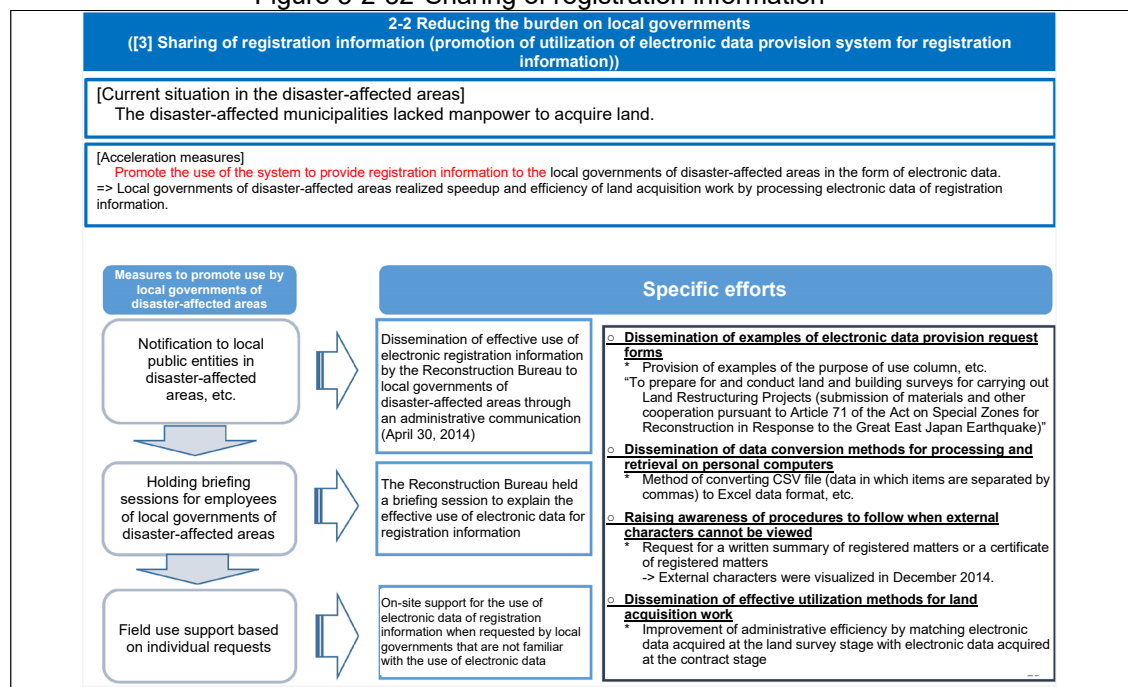 2-2 Reducing the burden on local governments
([3] Sharing of registration information (promotion of utilization of electronic data provision system for registration
information))
[Current situation in the disaster-affected areas]
The disaster-affected municipalities lacked manpower to acquire land.
[Acceleration measures]
Promote the use of the system to provide registration information to the local governments of disaster-affected areas in the form of electronic data.
=> Local governments of disaster-affected areas realized speedup and efficiency of land acquisition work by processing electronic data of registration
information.
Measures to promote use by
local governments of
disaster-affected areas
Specific efforts
Notification to local
public entities in
disaster-affected
areas, etc.
Dissemination of effective use of
electronic registration information
by the Reconstruction Bureau to
local governments of
disaster-affected areas through
an administrative communication
(April 30, 2014)
Holding briefing
sessions for employees
of local governments of
disaster-affected areas
The Reconstruction Bureau held
a briefing session to explain the
effective use of electronic data for
registration information
Field use support based
on individual requests
On-site support for the use of
electronic data of registration
information when requested by local
governments that are not familiar
with the use of electronic data
○ Dissemination of examples of electronic data provision request
forms
* Provision of examples of the purpose of use column, etc.
“To prepare for and conduct land and building surveys for carrying out
Land Restructuring Projects (submission of materials and other
cooperation pursuant to Article 71 of the Act on Special Zones for
Reconstruction in Response to the Great East Japan Earthquake)”
○ Dissemination of data conversion methods for processing and
retrieval on personal computers
* Method of converting CSV file (data in which items are separated by
commas) to Excel data format, etc.
○ Raising awareness of procedures to follow when external
characters cannot be viewed
* Request for a written summary of registered matters or a certificate
of registered matters
-> External characters were visualized in December 2014.
○ Dissemination of effective utilization methods for land
acquisition work
* Improvement of administrative efficiency by matching electronic
data acquired at the land survey stage with electronic data acquired
at the contract stage